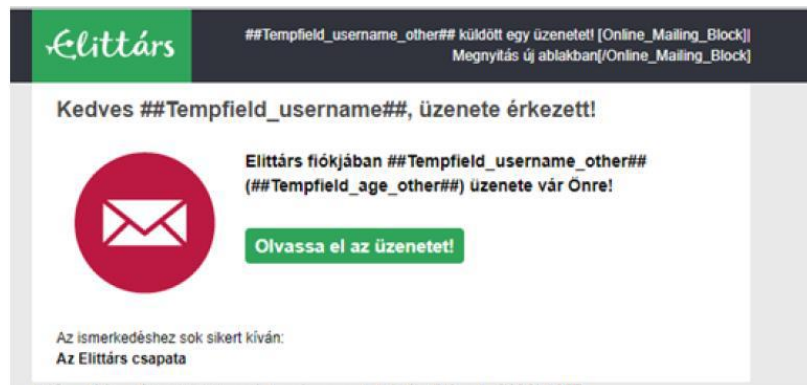 Elittárs
##Tempfield_username_other## küldött egy üzenetet! [Online_Mailing_Block]|
Megnyitás új ablakban[/Online_Mailing_Block]
Kedves ##Tempfield_username##, üzenete érkezett!
Elittárs fiókjában ##Tempfield_username_other##
(##Tempfield_age_other##) üzenete vár Önre!
Olvassa el az üzenetet!
Az ismerkedéshez sok sikert kíván:
Az Elittárs csapata